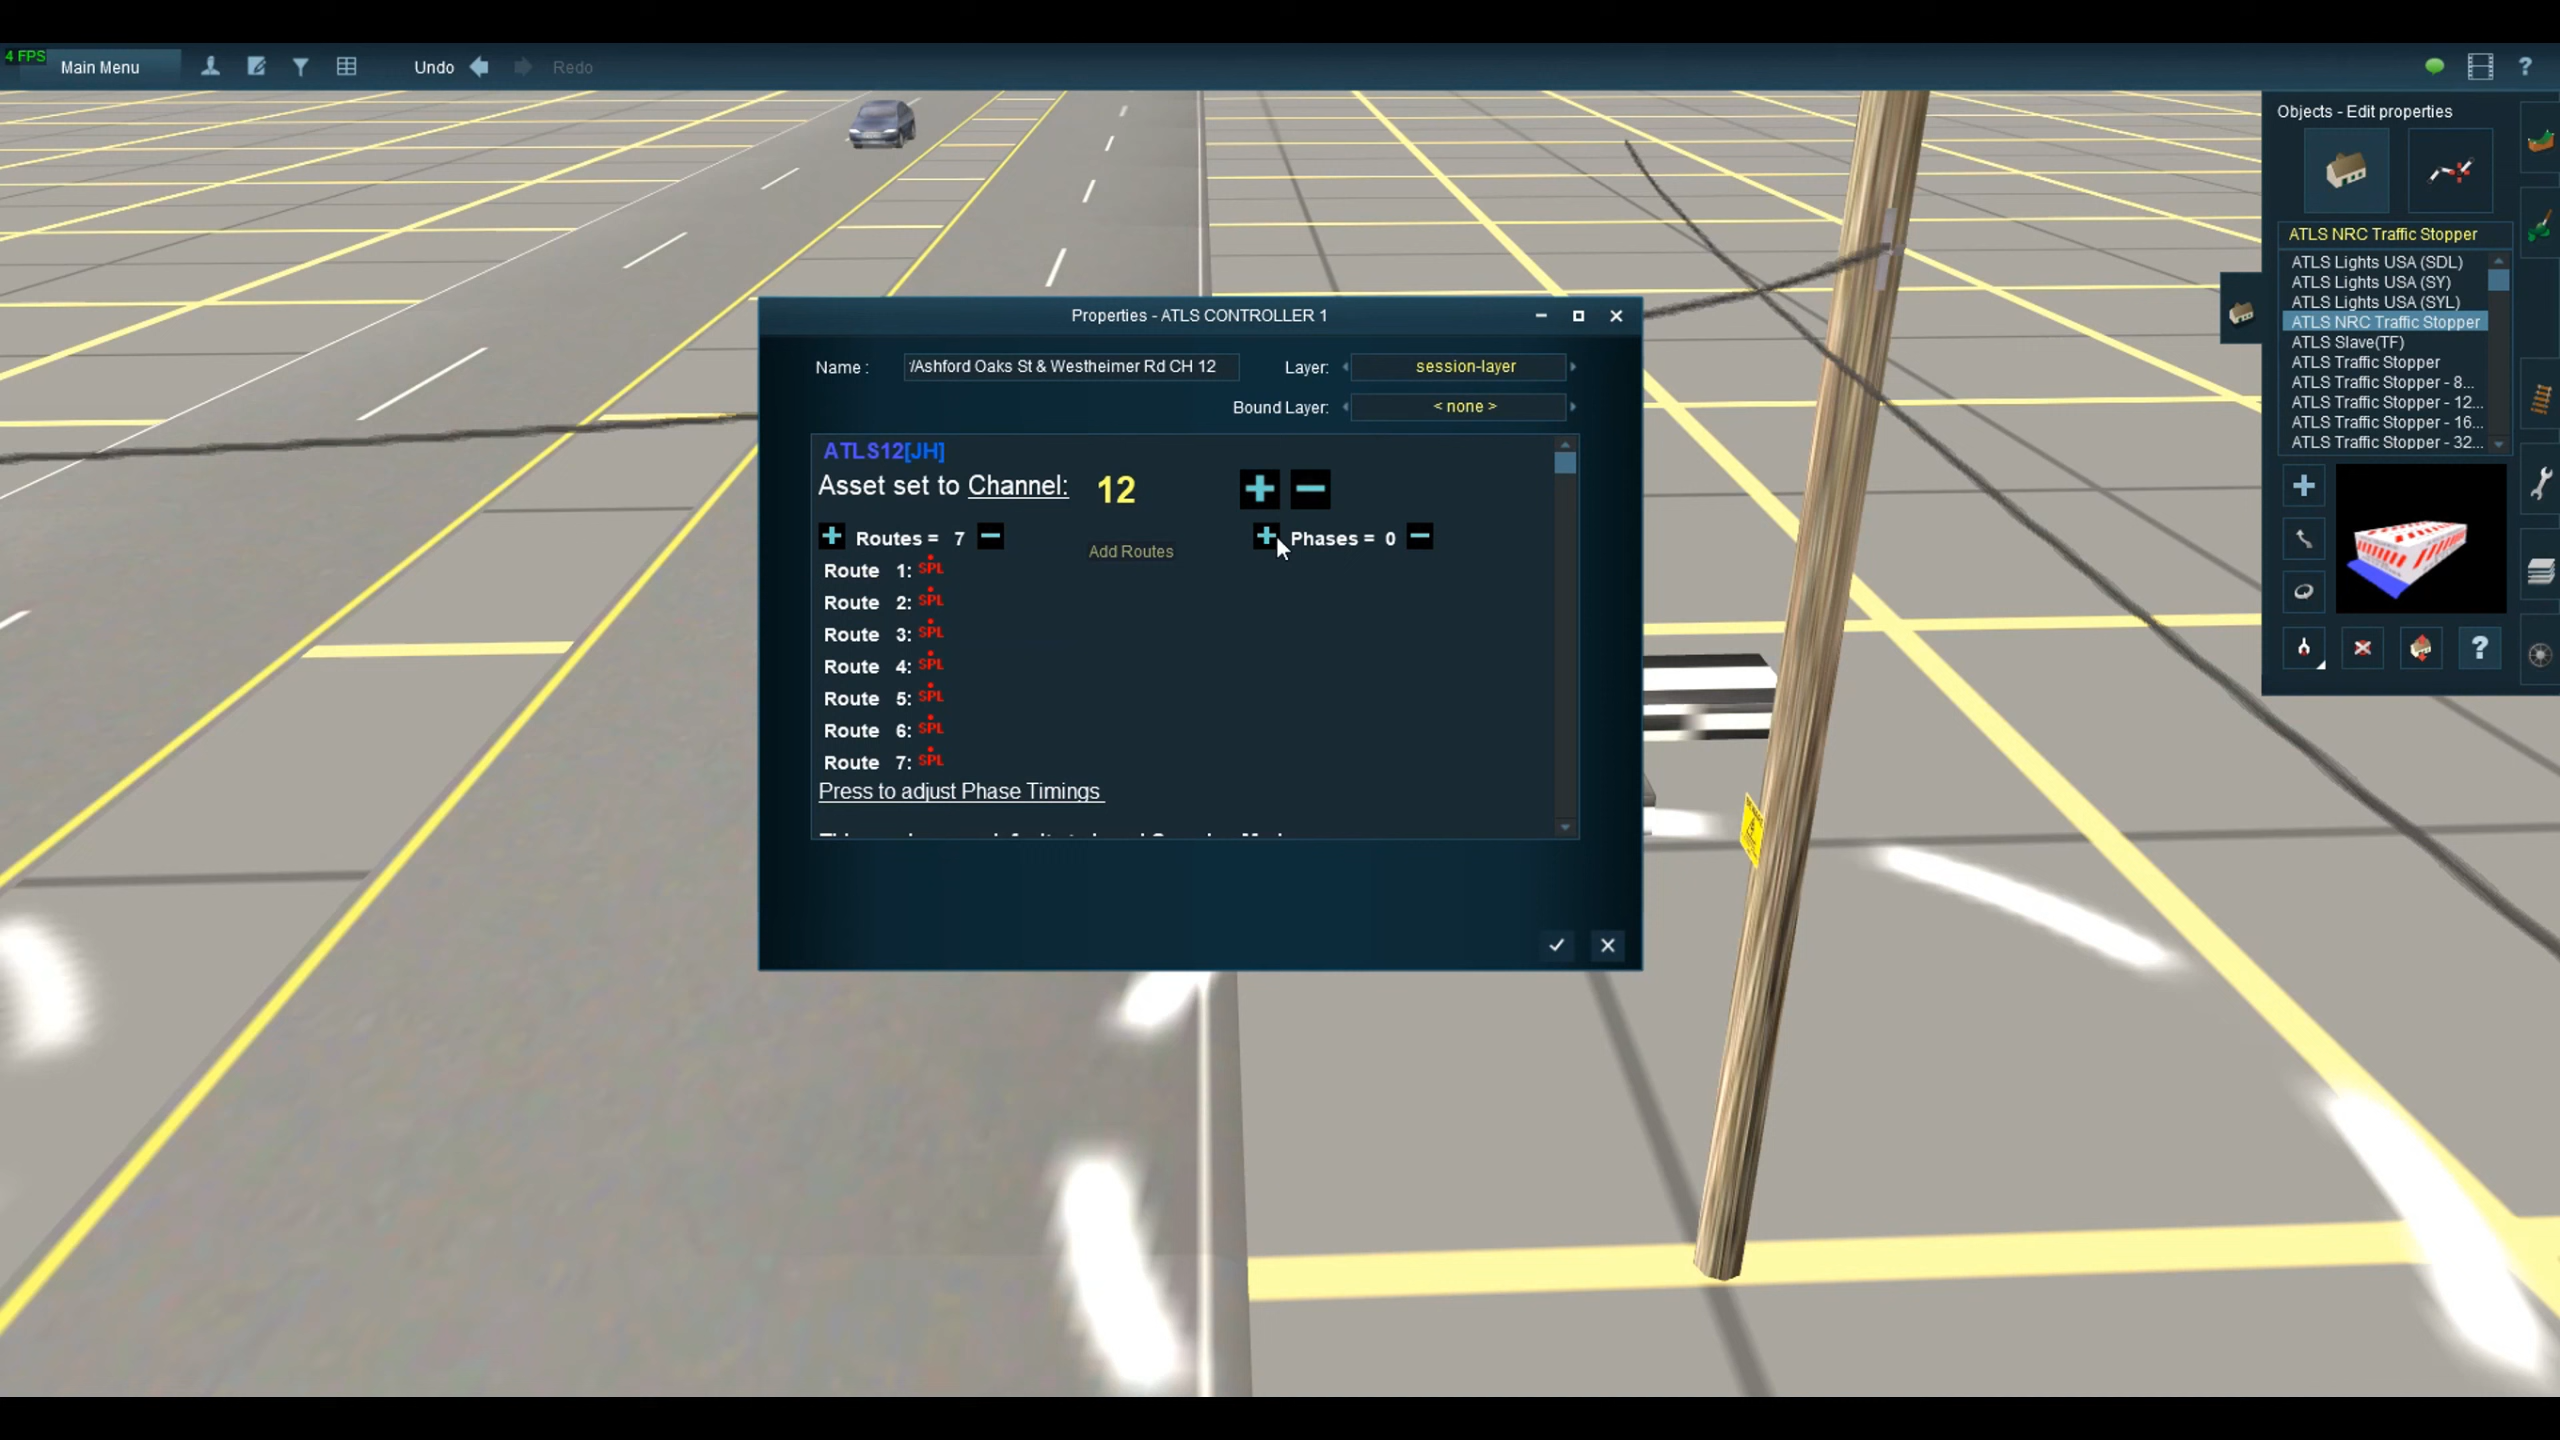 4 FPS
Main Menu
Undo
Redo
?
Objects - Edit properties
ATLS NRC Traffic Stopper
ATLS Lights USA (SDL)
ATLS Lights USA (SY)
ATLS Lights USA (SYL)
ATLS NRC Traffic Stopper
ATLS Slave(TF)
ATLS Traffic Stopper
ATLS Traffic Stopper - 8...
ATLS Traffic Stopper - 12...
ATLS Traffic Stopper - 16...
ATLS Traffic Stopper - 32...
?
Properties - ATLS CONTROLLER 1
Name :
/Ashford Oaks St & Westheimer Rd CH 12
Layer:
session-layer
Bound Layer:
< none >
ATLS12[JH]
Asset set to Channel: 12
Routes = 7
Add Routes
Phases = 0
Route 1: SPL
Route 2: SPL
Route 3: SPL
Route 4: SPL
Route 5: SPL
Route 6: SPL
Route 7: SPL
Press to adjust Phase Timings